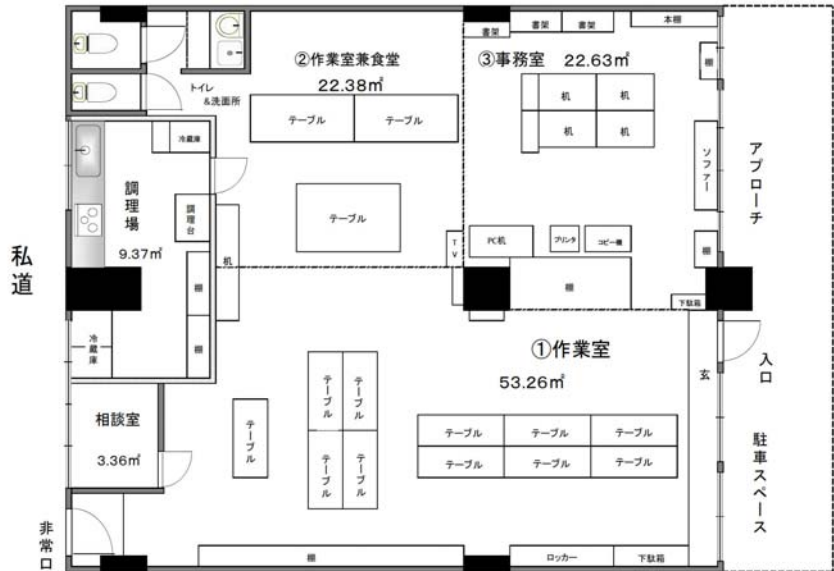 書架
書架
書架
本棚
②作業室兼食堂
22.38㎡
③事務室 22.63㎡
棚
トイレ
&洗面所
机
机
机
机
テーブル
テーブル
冷蔵庫
ソファー
アプローチ
調理場
9.37㎡
調理台
テーブル
私道
机
TV
PC机
プリンタ
コピー機
棚
棚
棚
棚
下駄箱
冷蔵庫
①作業室
53.26㎡
玄
入口
相談室
3.36㎡
テーブル
テーブル
テーブル
テーブル
テーブル
テーブル
テーブル
テーブル
テーブル
テーブル
テーブル
駐車スペース
非常口
棚
ロッカー
下駄箱